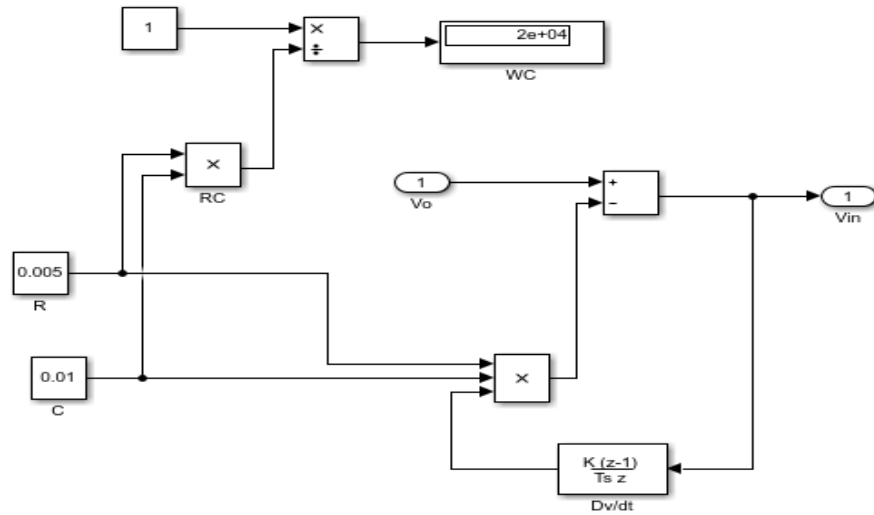 1
×
÷
2e+04
WC
×
RC
1
Vo
+
−
1
Vin
0.005
R
0.01
C
×
K (z-1)
Ts z
Dv/dt